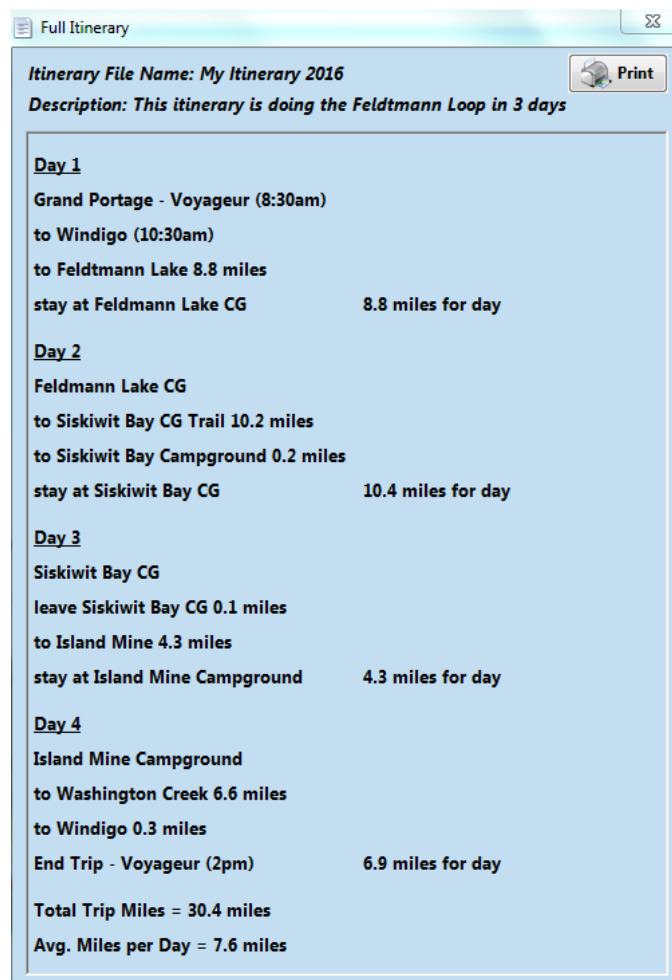 Full Itinerary
Itinerary File Name: My Itinerary 2016
Print
Description: This itinerary is doing the Feldtmann Loop in 3 days
Day 1
Grand Portage - Voyageur (8:30am)
to Windigo (10:30am)
to Feldtmann Lake 8.8 miles
stay at Feldmann Lake CG 8.8 miles for day
Day 2
Feldmann Lake CG
to Siskiwit Bay CG Trail 10.2 miles
to Siskiwit Bay Campground 0.2 miles
stay at Siskiwit Bay CG 10.4 miles for day
Day 3
Siskiwit Bay CG
leave Siskiwit Bay CG 0.1 miles
to Island Mine 4.3 miles
stay at Island Mine Campground 4.3 miles for day
Day 4
Island Mine Campground
to Washington Creek 6.6 miles
to Windigo 0.3 miles
End Trip - Voyageur (2pm) 6.9 miles for day
Total Trip Miles = 30.4 miles
Avg. Miles per Day = 7.6 miles